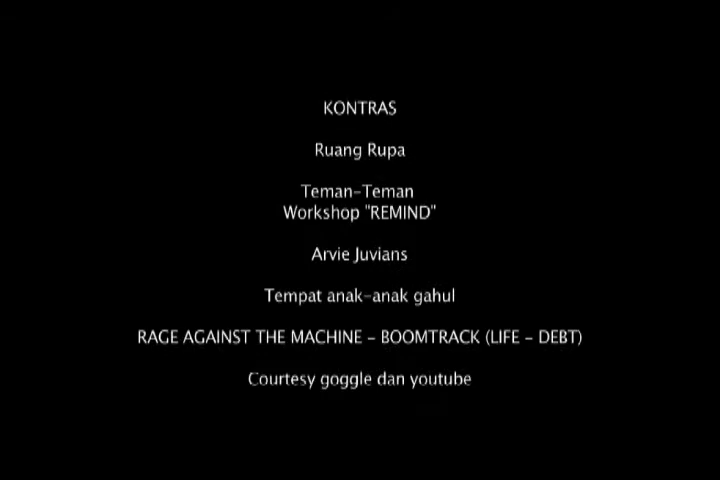 KONTRAS
Ruang Rupa
Teman-Teman
Workshop "REMIND"
Arvie Juvians
Tempat anak-anak gahul
RAGE AGAINST THE MACHINE - BOOMTRACK (LIFE - DEBT)
Courtesy goggle dan youtube